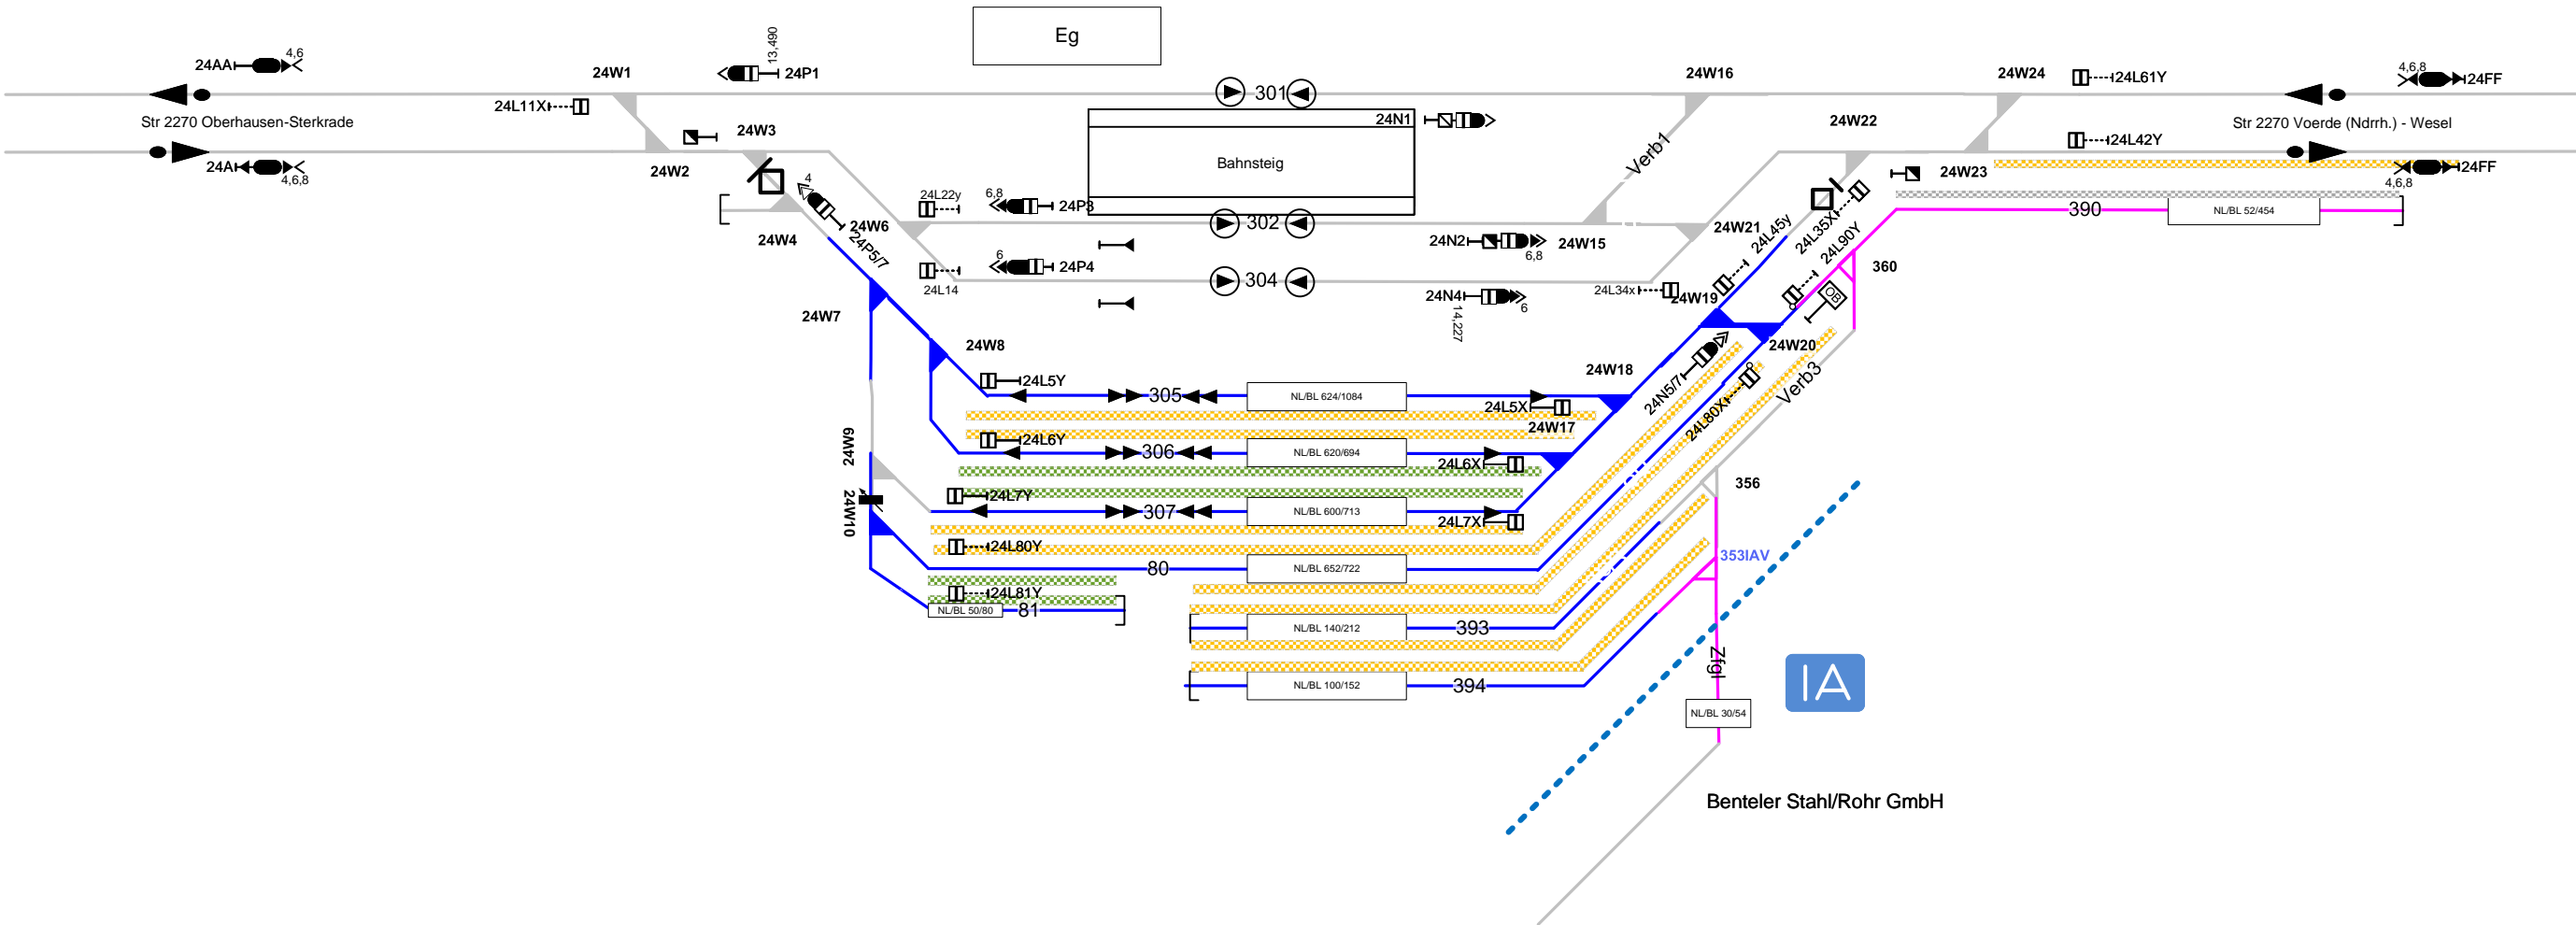 Eg
4,6
24AA
24W1
13,490
24P1
24L11X
301
24N1
24W16
24W24
24L61Y
4,6,8
24FF
Str 2270 Oberhausen-Sterkrade
24W3
24W22
Str 2270 Voerde (Ndrrh.) - Wesel
24L42Y
24A
4,6,8
24W2
Bahnsteig
Verb1
24W23
24FF
4,6,8
4
24L22y
6,8
24P3
24W6
24W4
24P5/7
302
24N2
6,8
24W15
24W21
24L45y
24L35X
24L90Y
390
NL/BL 52/454
6
24P4
24L14
304
24N4
6
14,227
24L34x
24W19
360
OB
24W7
24W8
24W20
24W18
24L5Y
305
NL/BL 624/1084
24L5X
24N5/7
24L80X
Verb3
24W17
24W9
24L6Y
306
NL/BL 620/694
24L6X
24W10
24L7Y
307
NL/BL 600/713
24L7X
356
24L80Y
80
NL/BL 652/722
353IAV
24L81Y
NL/BL 50/80
81
NL/BL 140/212
393
Zfgl
NL/BL 100/152
394
IA
NL/BL 30/54
Benteler Stahl/Rohr GmbH